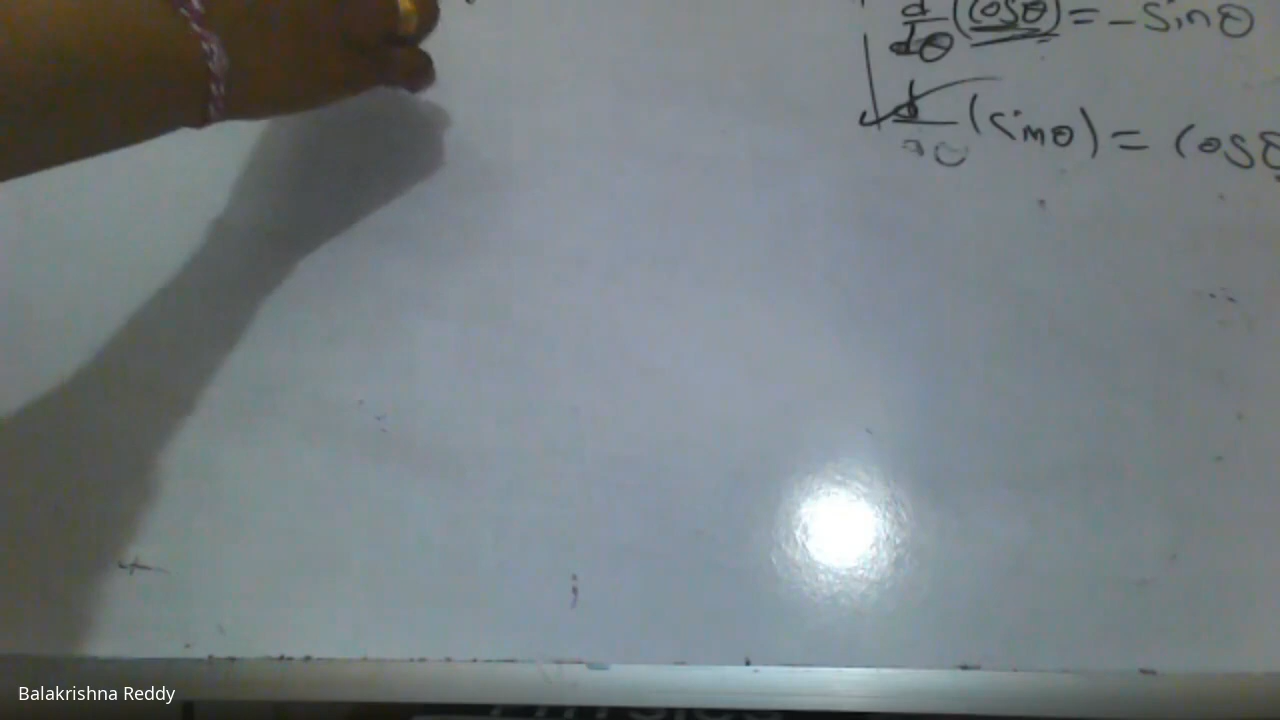 d/dθ (cosθ) = -sinθ
d/dθ (sinθ) = cosθ
Balakrishna Reddy